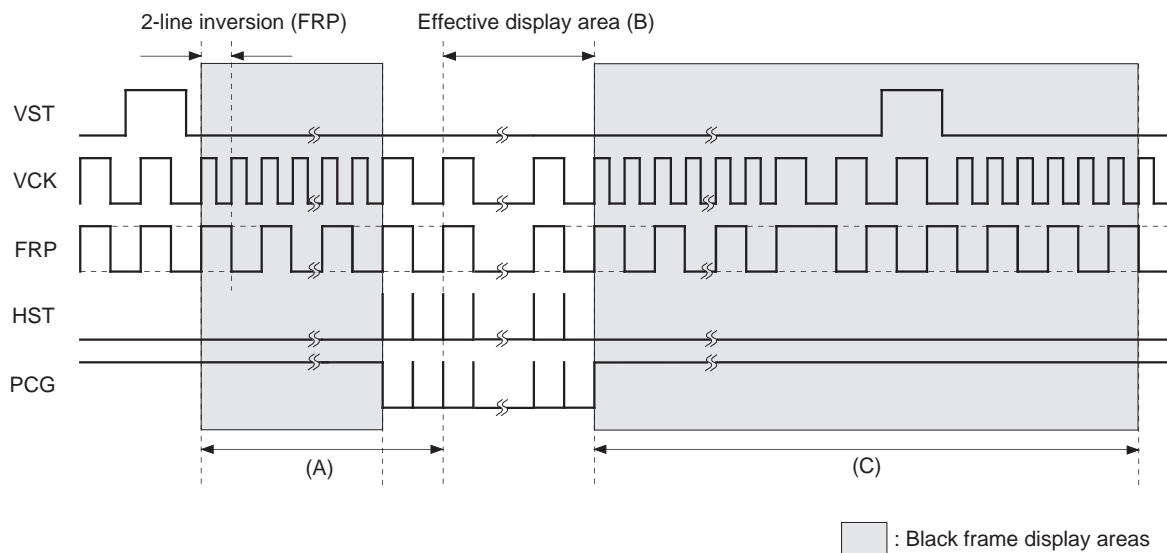 2-line inversion (FRP)
Effective display area (B)
VST
VCK
FRP
HST
PCG
(A)
(C)
: Black frame display areas